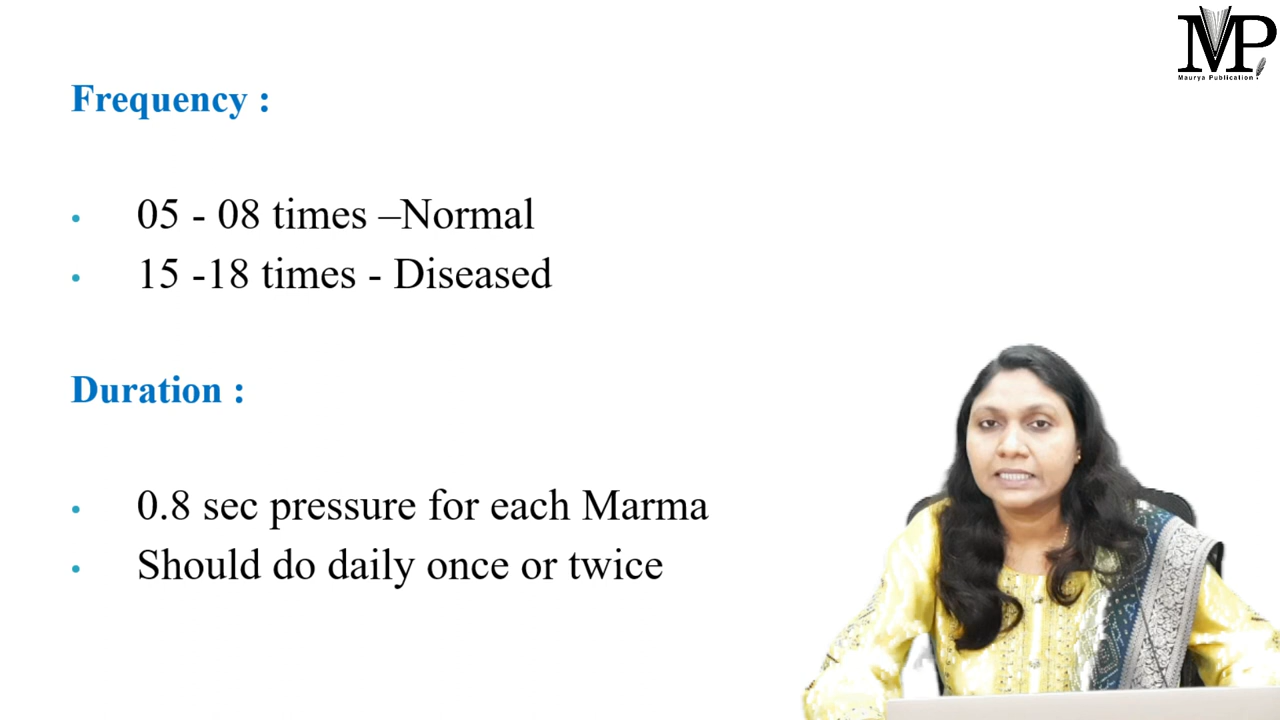 MP
Maurya Publication
Frequency :
• 05 - 08 times –Normal
• 15 -18 times - Diseased
Duration :
• 0.8 sec pressure for each Marma
• Should do daily once or twice